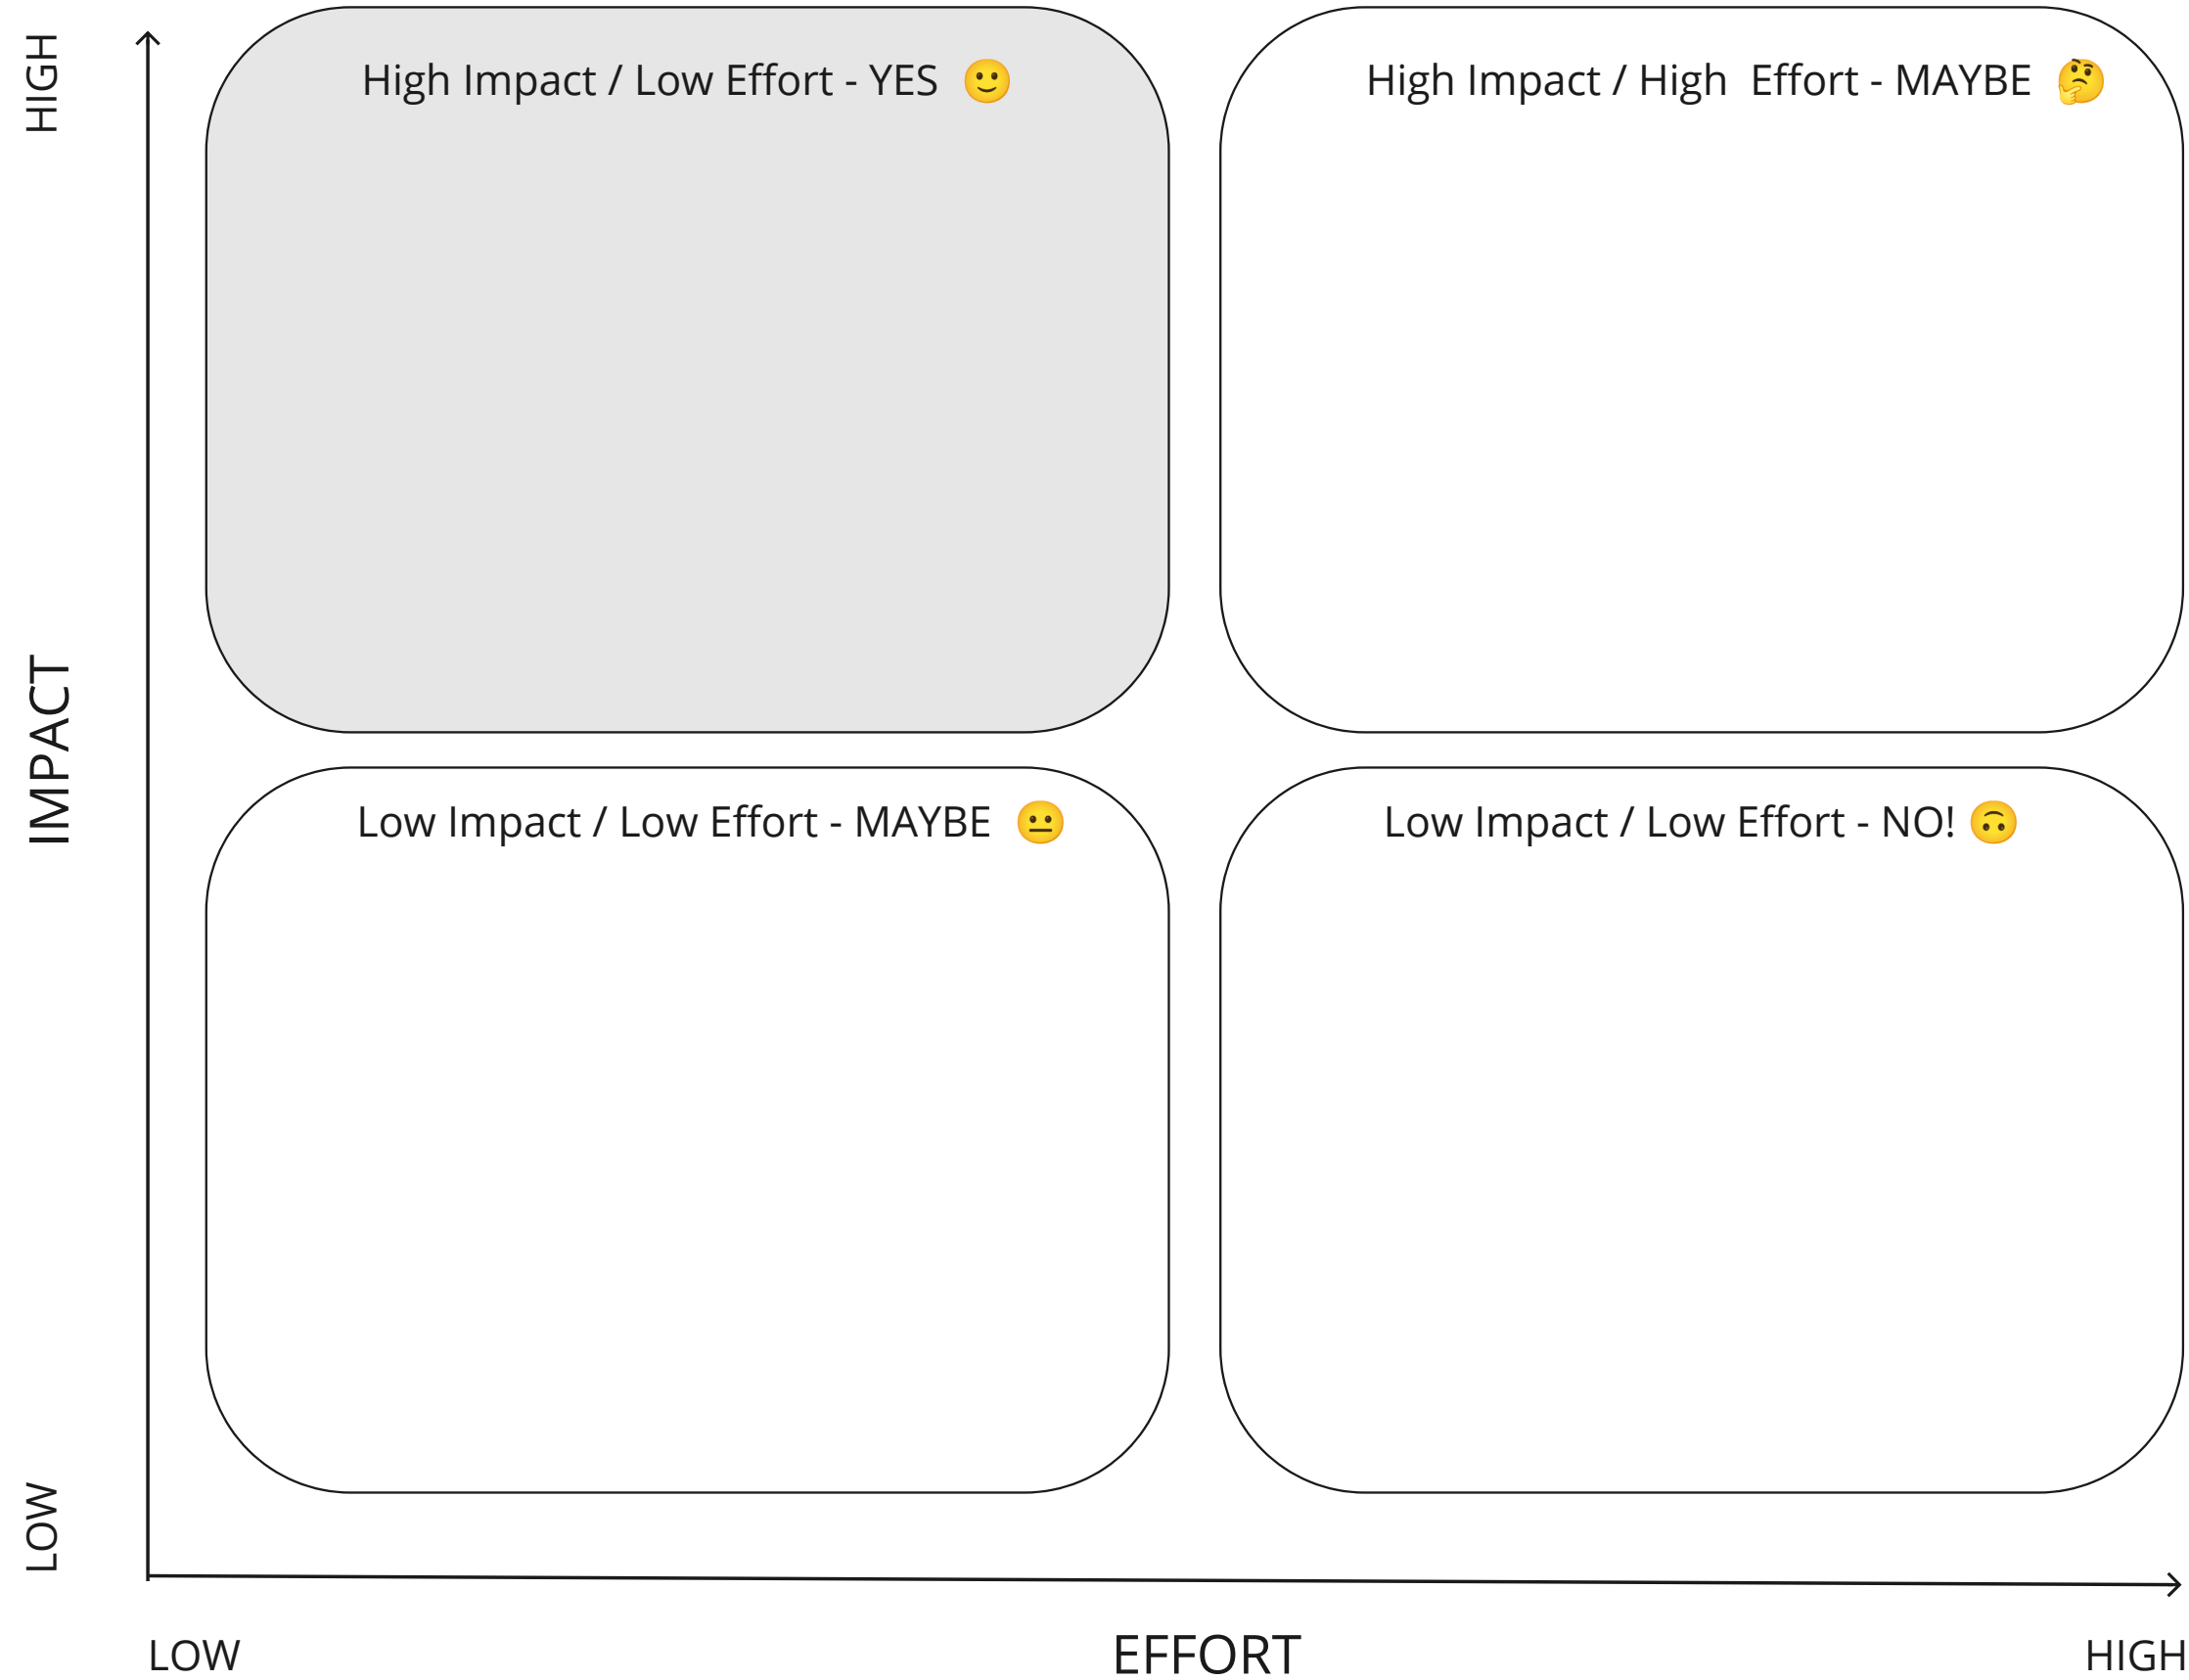 HIGH
High Impact / Low Effort - YES 🙂
High Impact / High  Effort - MAYBE 🤔
IMPACT
Low Impact / Low Effort - MAYBE 😐
Low Impact / Low Effort - NO! 🙃
LOW
LOW
EFFORT
HIGH